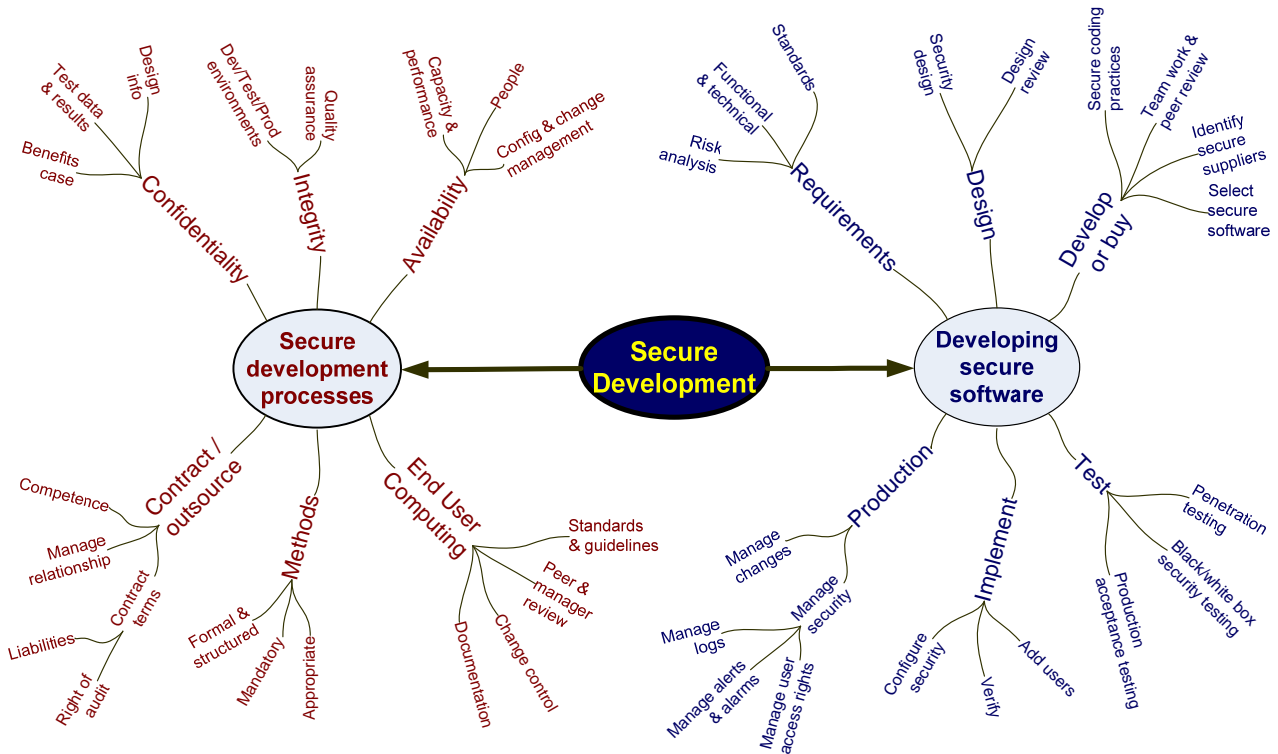 Secure
Development
Secure
development
processes
Confidentiality
Benefits
case
Test data
& results
Design
info
Integrity
Dev/Test/Prod
environments
Quality
assurance
Availability
Capacity &
performance
People
Config & change
management
Contract /
outsource
Competence
Manage
relationship
Contract
terms
Liabilities
Right of
audit
Methods
Formal &
structured
Mandatory
Appropriate
End User
Computing
Standards
& guidelines
Peer &
manager
review
Change control
Documentation
Developing
secure
software
Requirements
Risk
analysis
Functional
& technical
Standards
Design
Security
design
Design
review
Develop
or buy
Secure coding
practices
Team work &
peer review
Identify
secure
suppliers
Select
secure
software
Test
Penetration
testing
Black/white box
security testing
Production
acceptance testing
Implement
Configure
security
Verify
Add users
Production
Manage
changes
Manage
security
Manage
logs
Manage alerts
& alarms
Manage user
access rights